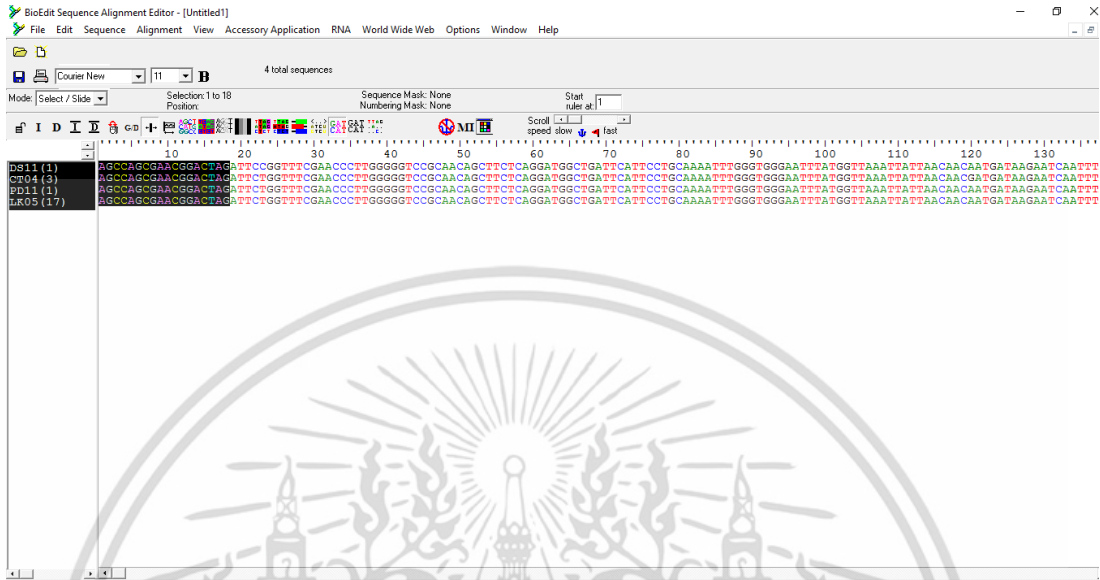 BioEdit Sequence Alignment Editor - [Untitled1]
File Edit Sequence Alignment View Accessory Application RNA World Wide Web Options Window Help
Courier New 11 B 4 total sequences
Mode: Select / Slide Selection: 1 to 18 Sequence Mask: None Start
Position: Numbering Mask: None ruler at: 1
I D I D G/D MI Scroll
speed slow fast
10 20 30 40 50 60 70 80 90 100 110 120 130
DS11(1) AGCCAGCGAACGGACTAGATTCCGGTTTCGAACCCTTGGGGGTCCGCAACAGCTTCTCAGGATGGCTGATTCATTCCTGCAAAATTTGGGTGGGAATTTATGGTTAAATTATTAACAACAATGATAAGAATCAATTT
CT04(3) AGCCAGCGAACGGACTAGATTCTGGTTTCGAACCCTTGGGGGTCCGCAACAGCTTCTCAGGATGGCTGATTCATTCCTGCAAAATTTGGGTGGGAATTTATGGTTAAATTATTAACAACGATGATAAGAATCAATTT
PD11(1) AGCCAGCGAACGGACTAGATTCTGGTTTCGAACCCTTGGGGGTCCGCAACAGCTTCTCAGGATGGCTGATTCATTCCTGCAAAATTTGGGTGGGAATTTATGGTTAAATTATTAACAACGATGATAAGAATCAATTT
LK05(17) AGCCAGCGAACGGACTAGATTCTGGTTTCGAACCCTTGGGGGTCCGCAACAGCTTCTCAGGATGGCTGATTCATTCCTGCAAAATTTGGGTGGGAATTTATGGTTAAATTATTAACAACAATGATAAGAATCAATTT